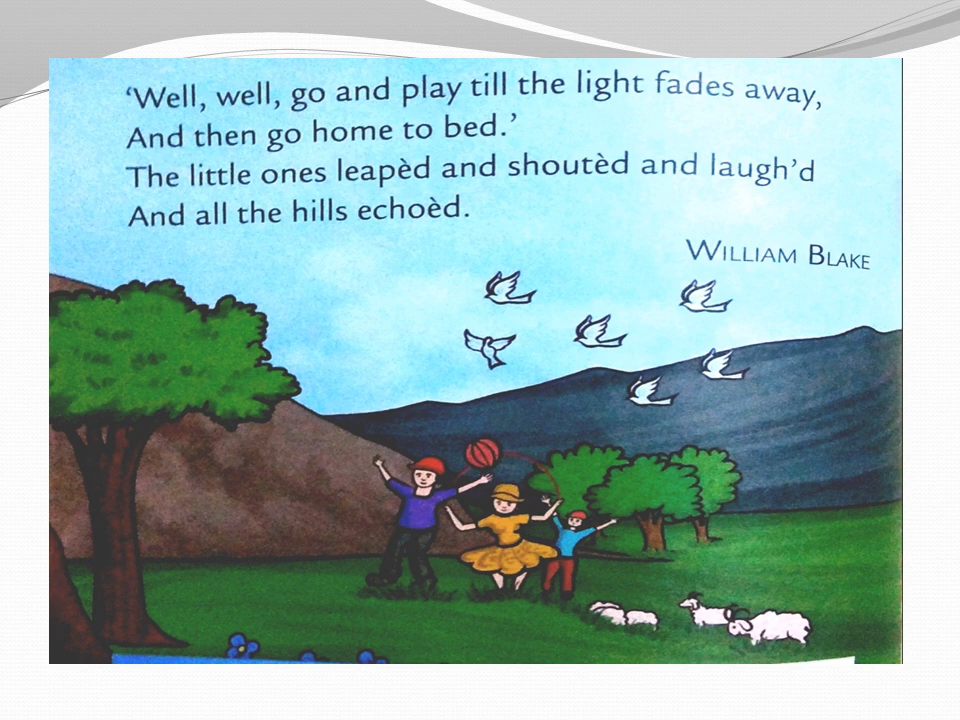 ‘Well, well, go and play till the light fades away,
And then go home to bed.’
The little ones leapèd and shoutèd and laugh’d
And all the hills echoèd.
WILLIAM BLAKE